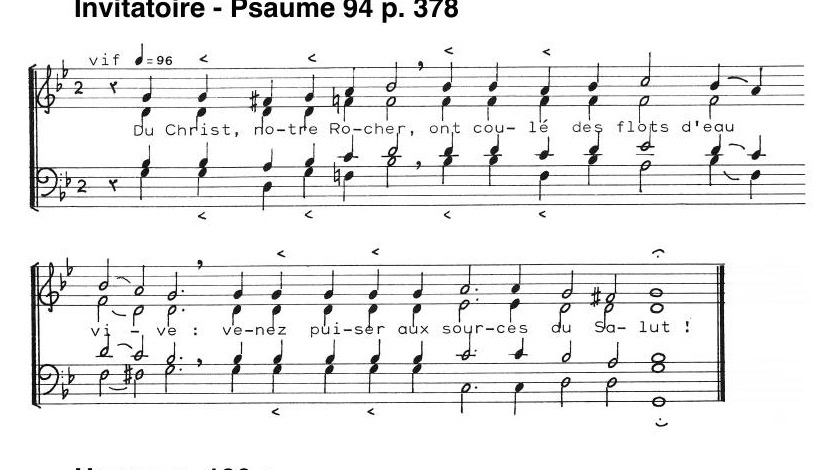 Invitatoire - Psaume 94 p. 378
vif ♩=96
Du Christ, no-tre Ro-cher, ont cou- lé des flots d'eau
vi - ve : ve-nez pui-ser aux sour-ces du Sa- lut !